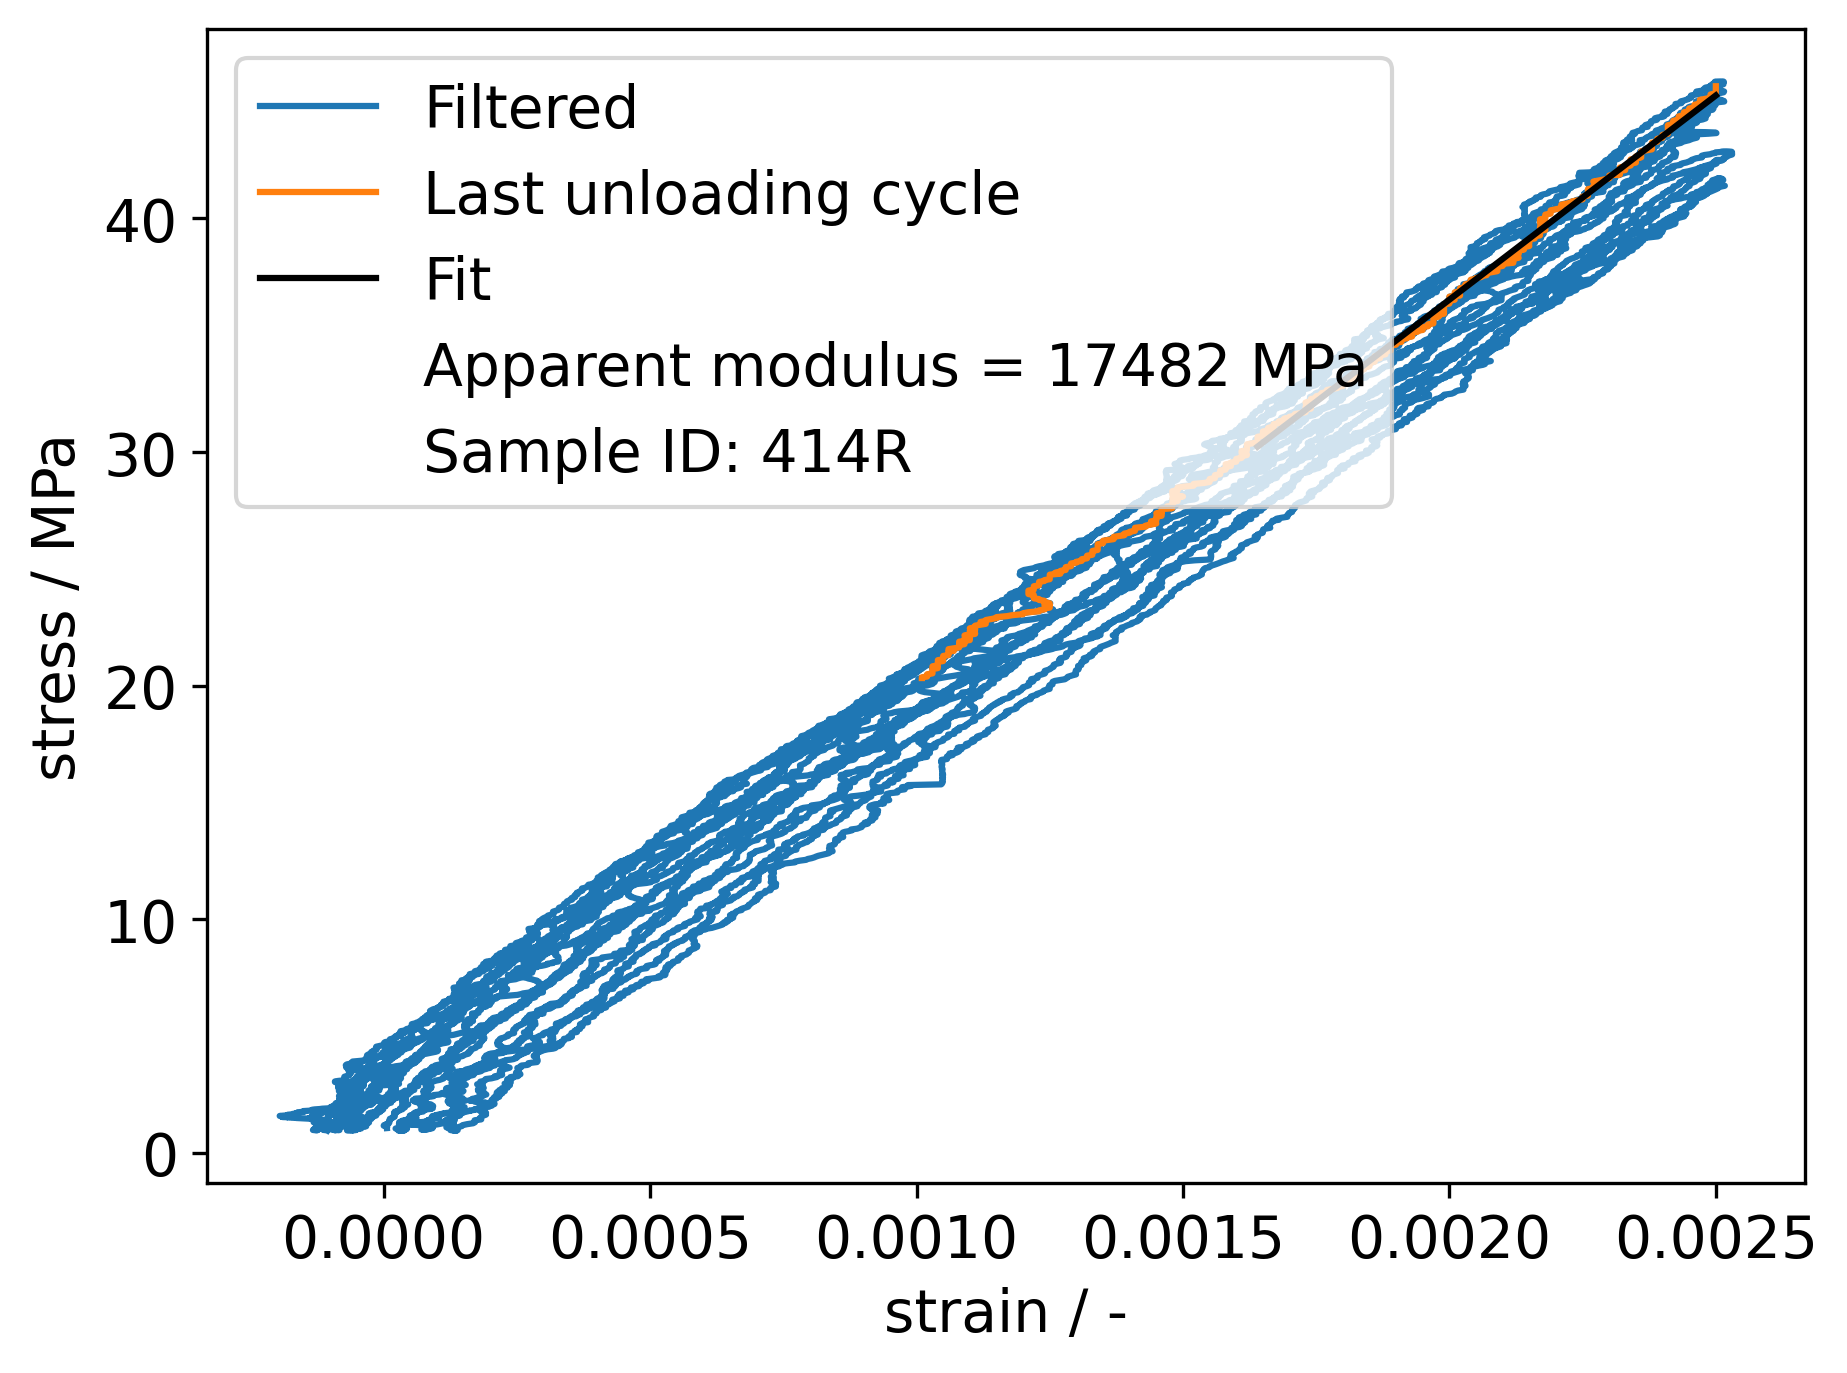 Filtered
Last unloading cycle
Fit
Apparent modulus = 17482 MPa
Sample ID: 414R
stress / MPa
40
30
20
10
0
0.0000 0.0005 0.0010 0.0015 0.0020 0.0025
strain / -